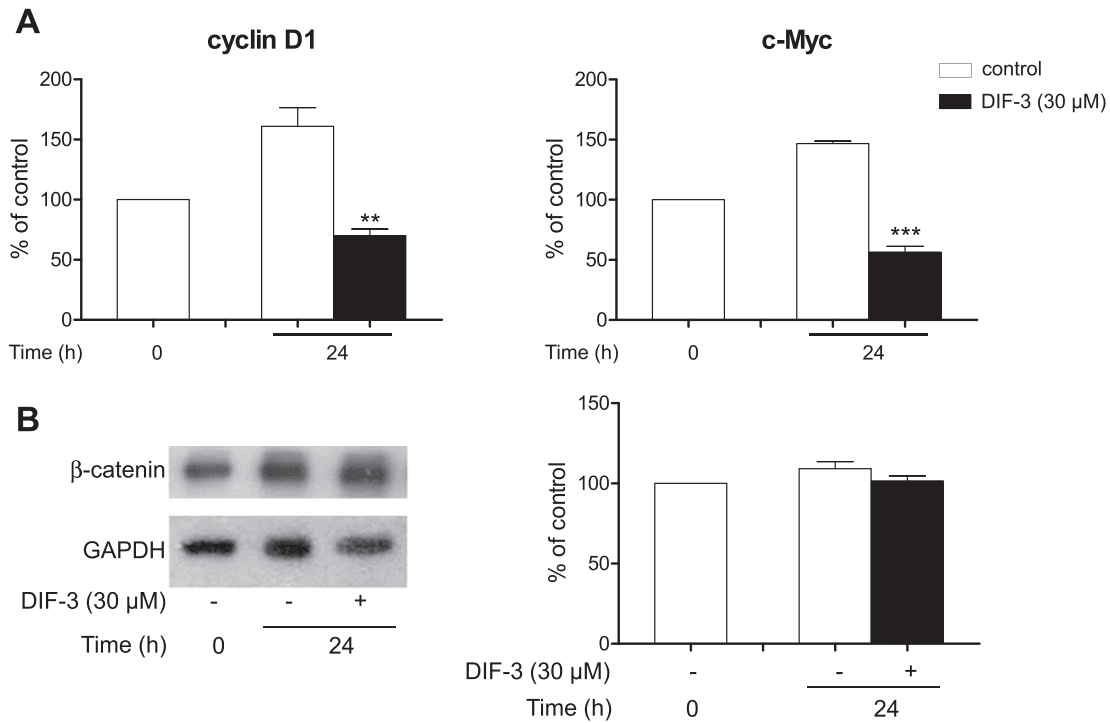 A
cyclin D1
% of control
200
150
100
50
0
**
Time (h)
0
24
c-Myc
% of control
200
150
100
50
0
***
Time (h)
0
24
control
DIF-3 (30 µM)
B
β-catenin
GAPDH
DIF-3 (30 µM) - - +
Time (h) 0 24
% of control
150
100
50
0
DIF-3 (30 µM) - - +
Time (h) 0 24